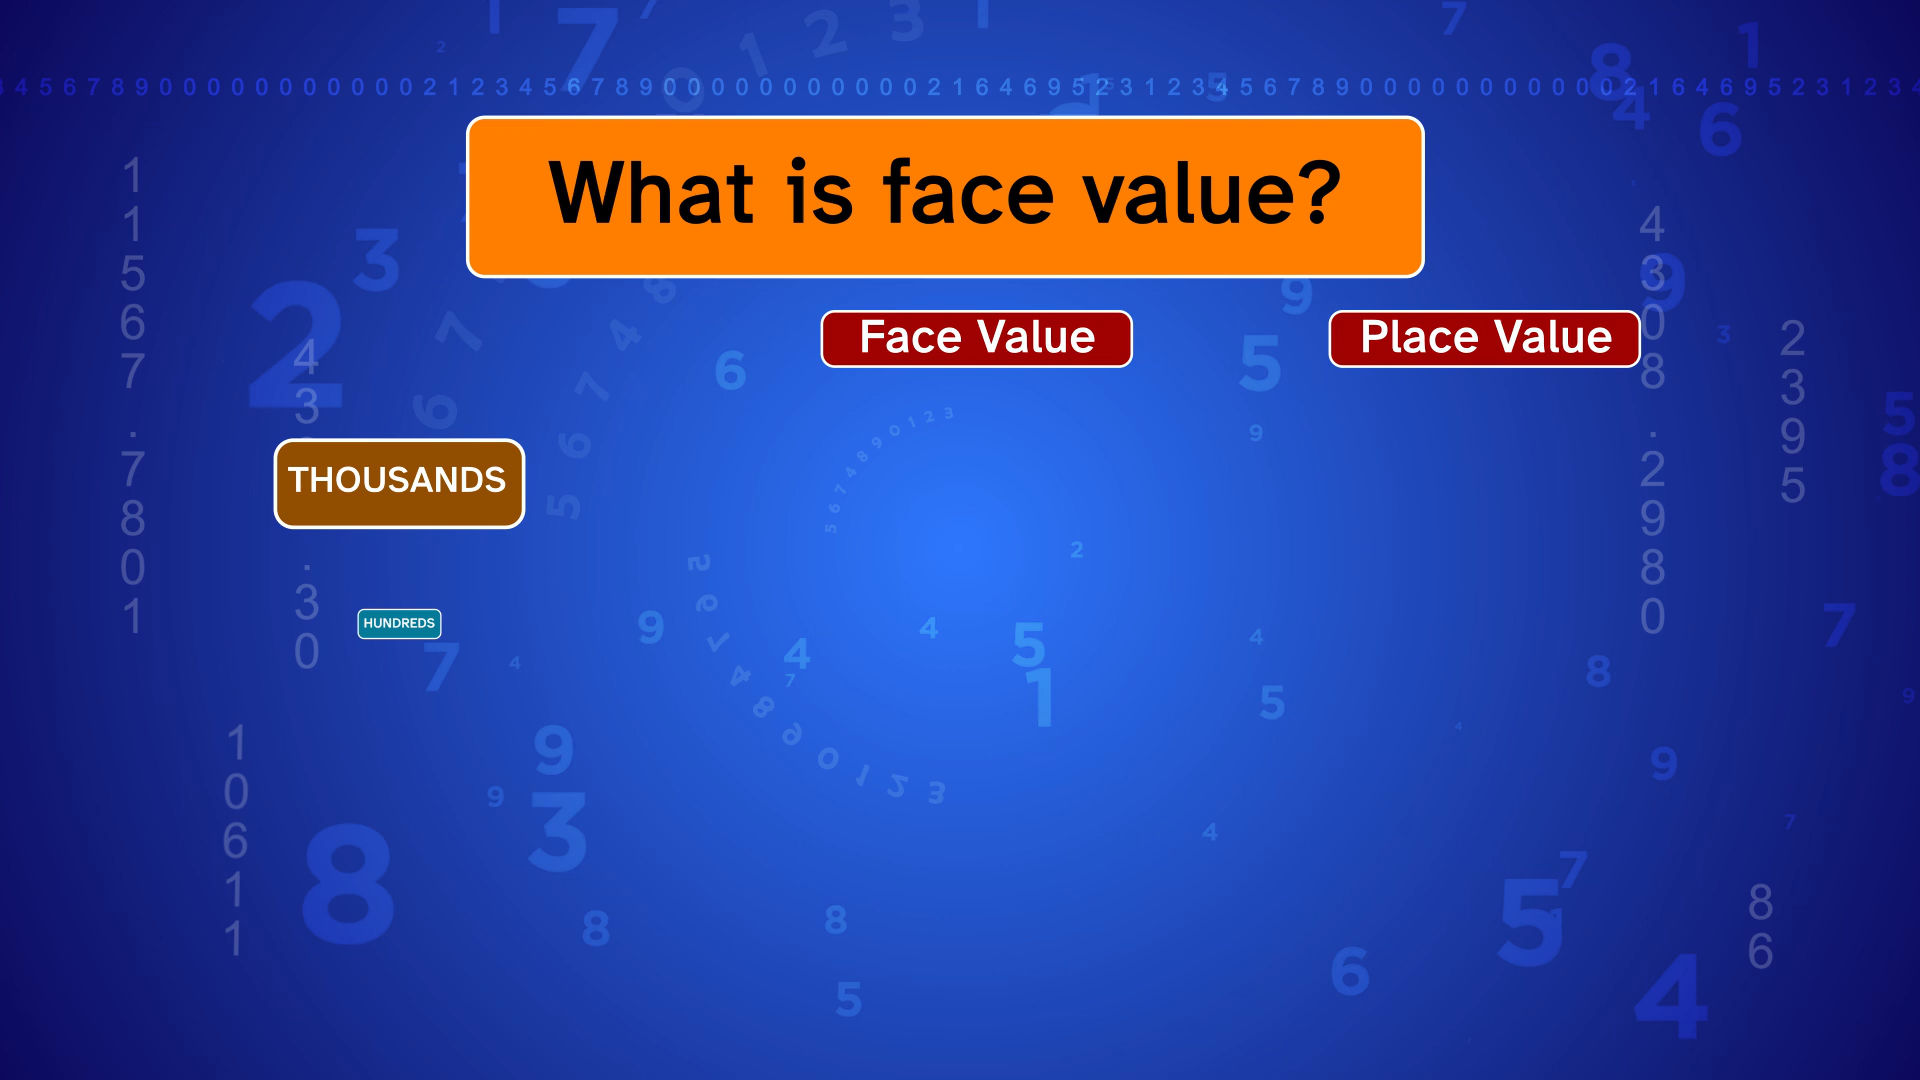 What is face value?
Face Value
Place Value
THOUSANDS
HUNDREDS